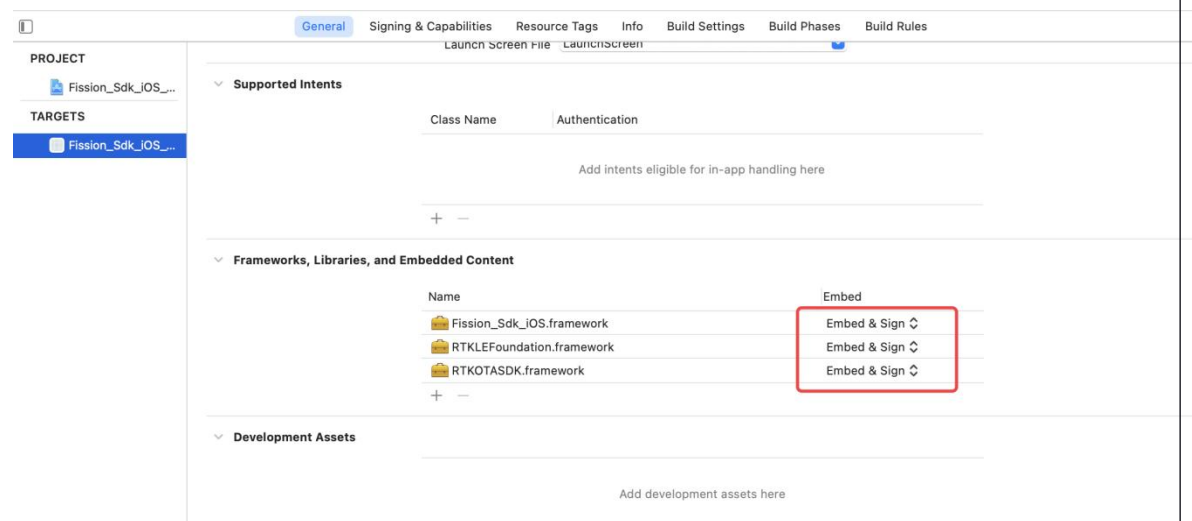 General Signing & Capabilities Resource Tags Info Build Settings Build Phases Build Rules
PROJECT
Fission_Sdk_iOS_...
TARGETS
Fission_Sdk_iOS_...
Launch Screen File LaunchScreen
Supported Intents
Class Name Authentication
Add intents eligible for in-app handling here
Frameworks, Libraries, and Embedded Content
Name Embed
Fission_Sdk_iOS.framework Embed & Sign
RTKLEFoundation.framework Embed & Sign
RTKOTASDK.framework Embed & Sign
Development Assets
Add development assets here